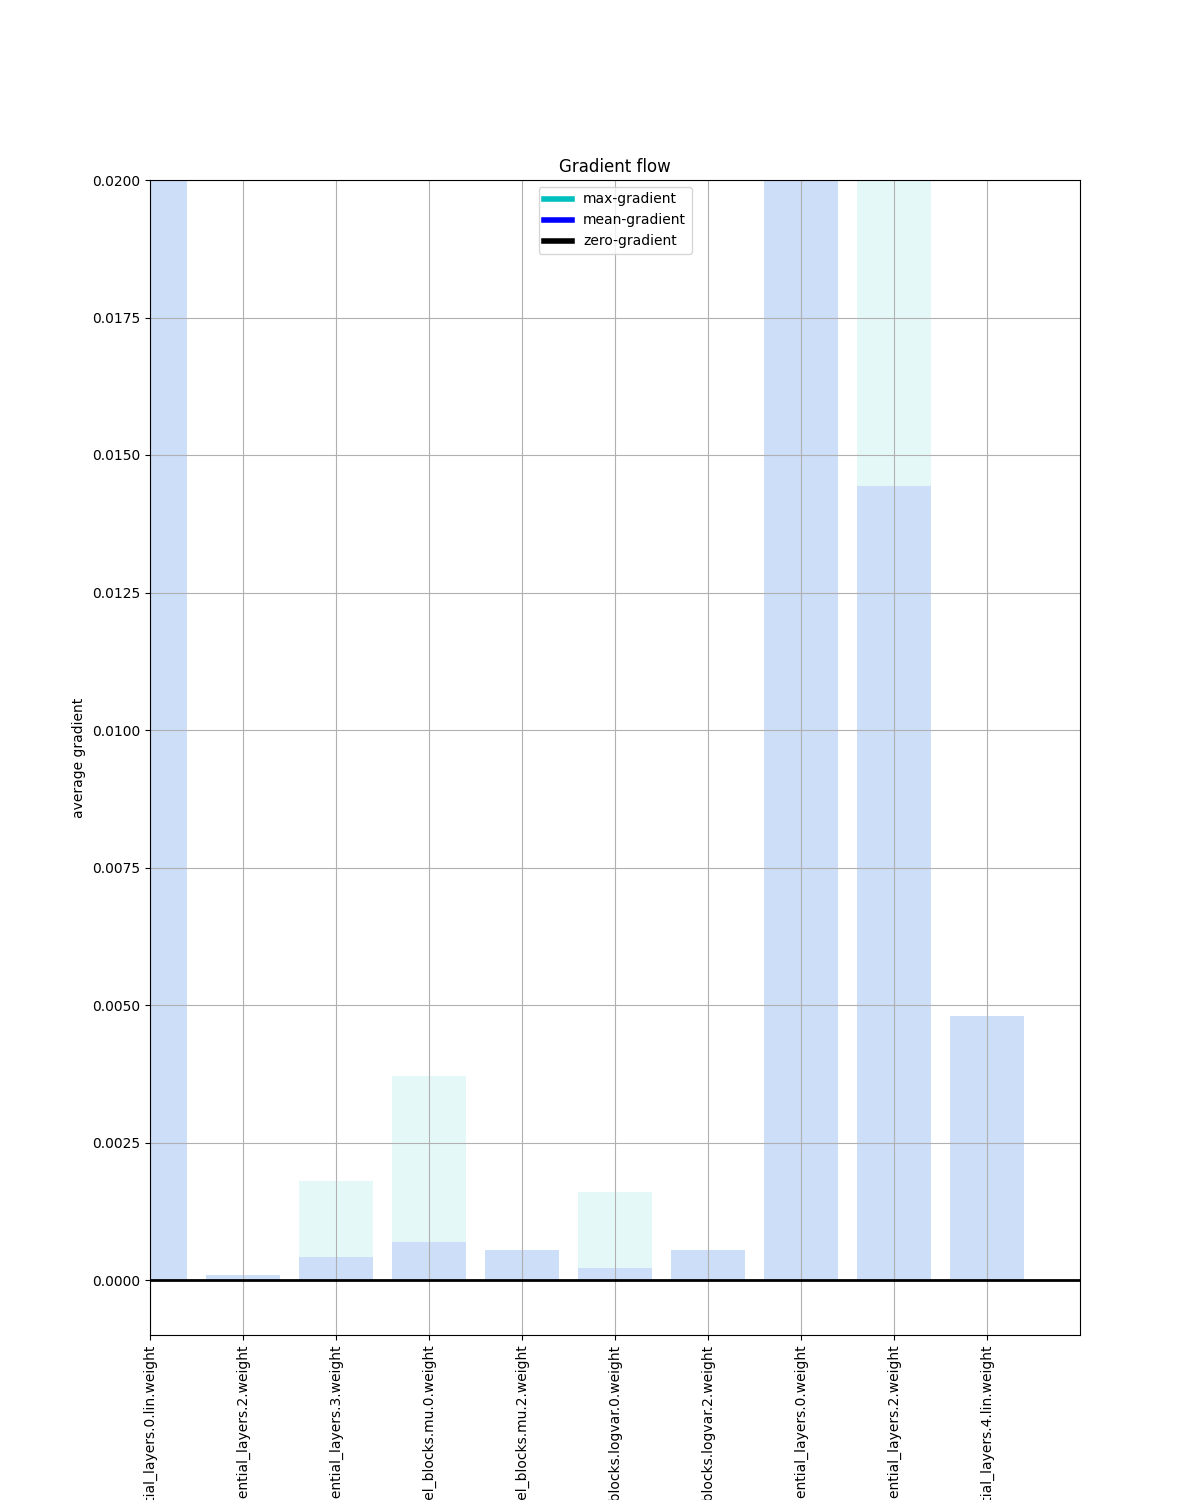 Gradient flow
max-gradient
mean-gradient
zero-gradient
0.0200
0.0175
0.0150
0.0125
0.0100
0.0075
0.0050
0.0025
0.0000
average gradient
tial_layers.0.lin.weight
ential_layers.2.weight
ential_layers.3.weight
el_blocks.mu.0.weight
el_blocks.mu.2.weight
blocks.logvar.0.weight
blocks.logvar.2.weight
ential_layers.0.weight
ential_layers.2.weight
tial_layers.4.lin.weight